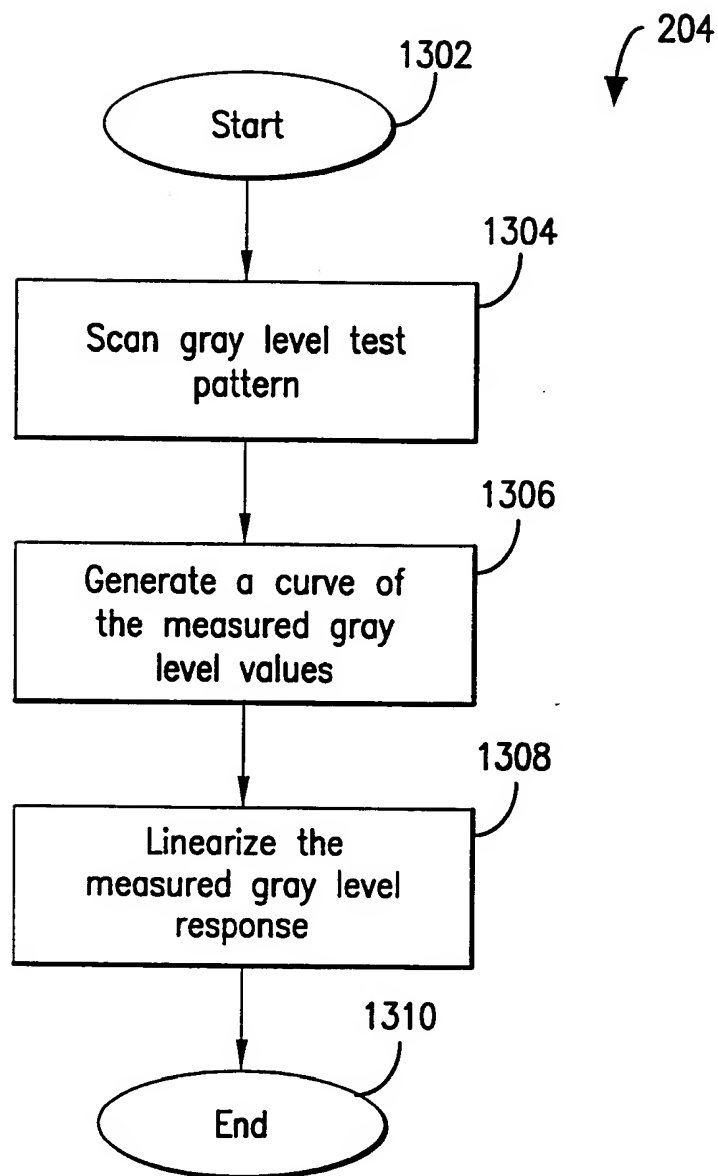 204
1302
Start
1304
Scan gray level test
pattern
1306
Generate a curve of
the measured gray
level values
1308
Linearize the
measured gray level
response
1310
End